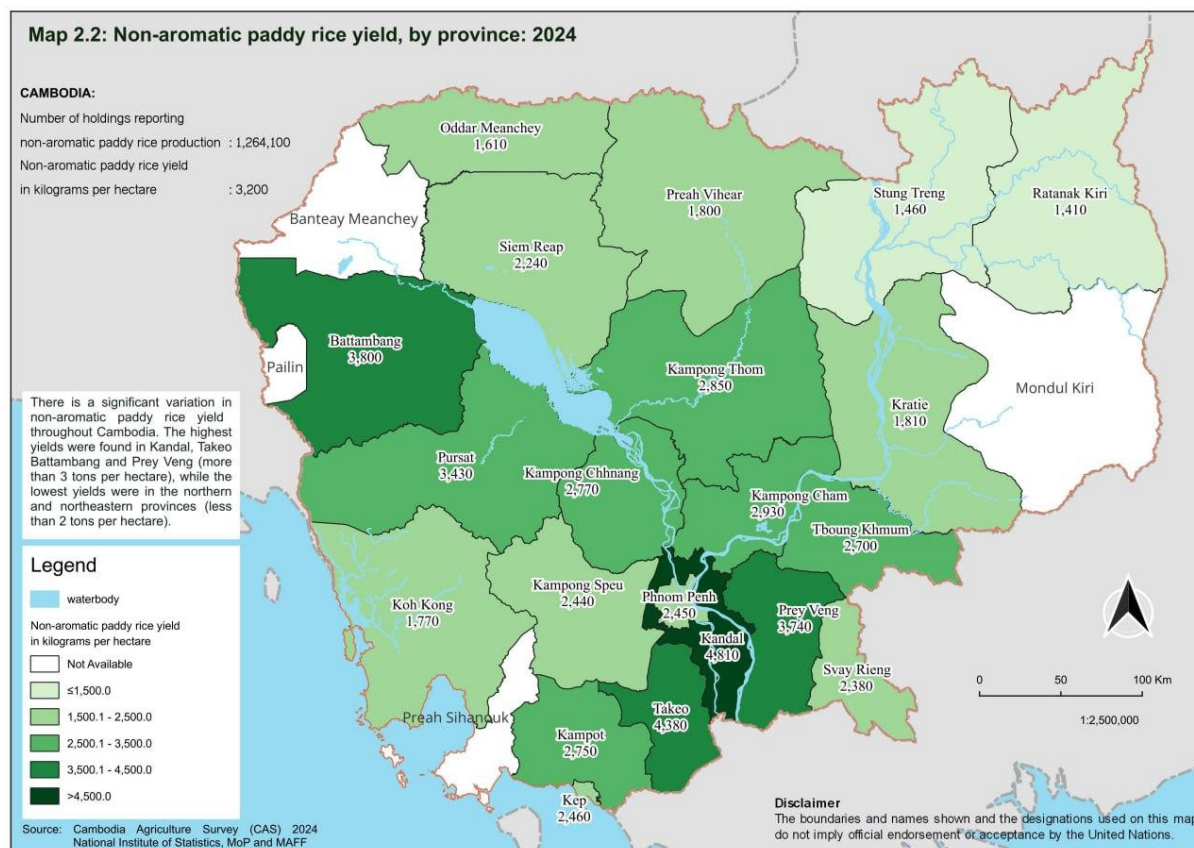 Map 2.2: Non-aromatic paddy rice yield, by province: 2024
CAMBODIA:
Number of holdings reporting
non-aromatic paddy rice production : 1,264,100
Non-aromatic paddy rice yield
in kilograms per hectare : 3,200
Oddar Meanchey
1,610
Preah Vihear
1,800
Stung Treng
1,460
Ratanak Kiri
1,410
Banteay Meanchey
Siem Reap
2,240
Battambang
3,800
Pailin
Kampong Thom
2,850
Kratie
1,810
Mondul Kiri
Pursat
3,430
Kampong Chhnang
2,770
Kampong Cham
2,930
Tboung Khmum
2,700
Koh Kong
1,770
Kampong Speu
2,440
Phnom Penh
2,450
Kandal
4,810
Prey Veng
3,740
Svay Rieng
2,380
Preah Sihanouk
Takeo
4,380
Kampot
2,750
Kep
2,460
There is a significant variation in
non-aromatic paddy rice yield
throughout Cambodia. The highest
yields were found in Kandal, Takeo
Battambang and Prey Veng (more
than 3 tons per hectare), while the
lowest yields were in the northern
and northeastern provinces (less
than 2 tons per hectare).
Legend
waterbody
Non-aromatic paddy rice yield
in kilograms per hectare
Not Available
≤1,500.0
1,500.1 - 2,500.0
2,500.1 - 3,500.0
3,500.1 - 4,500.0
>4,500.0
Source: Cambodia Agriculture Survey (CAS) 2024
National Institute of Statistics, MoP and MAFF
0 50 100 Km
1:2,500,000
Disclaimer
The boundaries and names shown and the designations used on this map
do not imply official endorsement or acceptance by the United Nations.